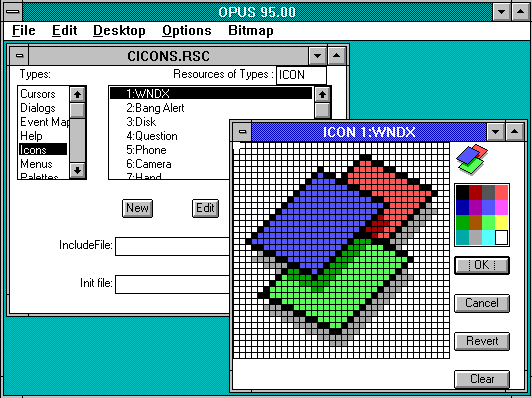 OPUS 95.00
File Edit Desktop Options Bitmap
CICONS.RSC
Types:
Resources of Type : ICON
Cursors
Dialogs
Event Map
Help
Icons
Menus
Palettes
1:WNDX
2:Bang Alert
3:Disk
4:Question
5:Phone
6:Camera
7:Hand
New
Edit
IncludeFile:
Init file:
ICON 1:WNDX
OK
Cancel
Revert
Clear